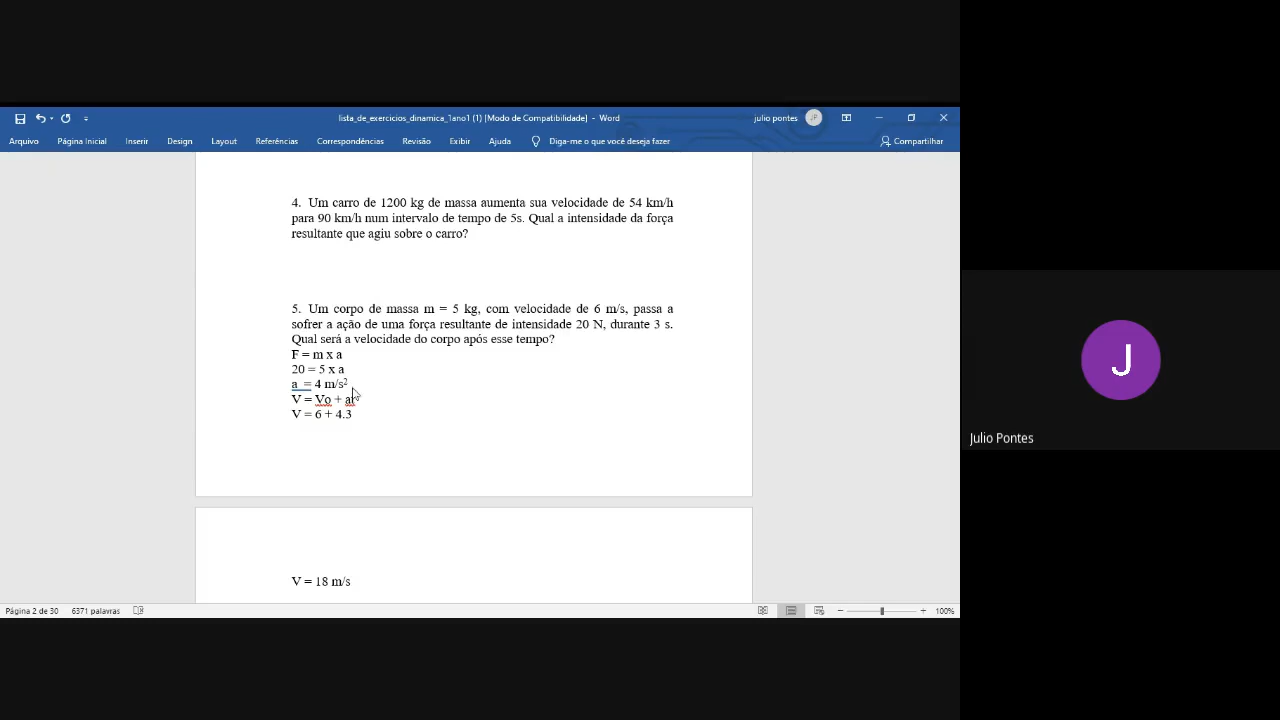 lista_de_exercicios_dinamica_1ano1 (1) [Modo de Compatibilidade] - Word
julio pontes
JP
Arquivo Página Inicial Inserir Design Layout Referências Correspondências Revisão Exibir Ajuda Diga-me o que você deseja fazer Compartilhar
4. Um carro de 1200 kg de massa aumenta sua velocidade de 54 km/h
para 90 km/h num intervalo de tempo de 5s. Qual a intensidade da força
resultante que agiu sobre o carro?
5. Um corpo de massa m = 5 kg, com velocidade de 6 m/s, passa a
sofrer a ação de uma força resultante de intensidade 20 N, durante 3 s.
Qual será a velocidade do corpo após esse tempo?
F = m x a
20 = 5 x a
a = 4 m/s²
V = Vo +
V = 6 + 4.3
V = 18 m/s
J
Julio Pontes
Página 2 de 30 6371 palavras 100%